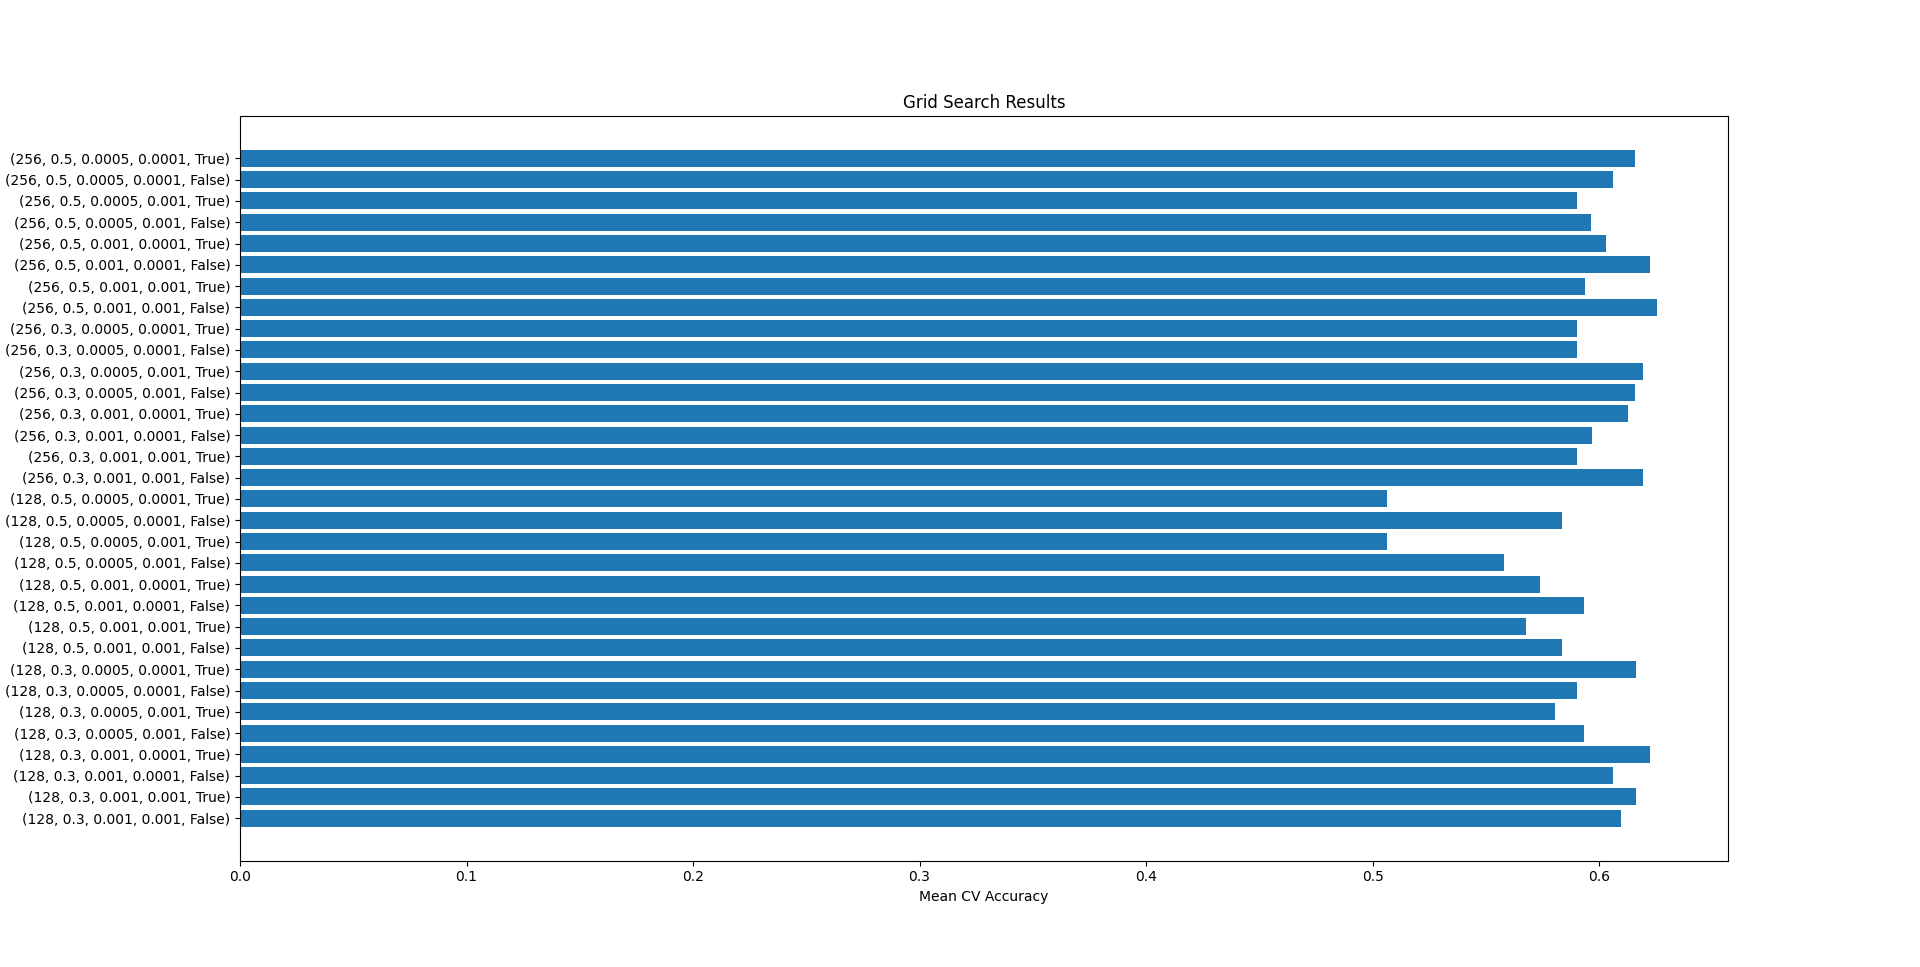 Grid Search Results
(256, 0.5, 0.0005, 0.0001, True)
(256, 0.5, 0.0005, 0.0001, False)
(256, 0.5, 0.0005, 0.001, True)
(256, 0.5, 0.0005, 0.001, False)
(256, 0.5, 0.001, 0.0001, True)
(256, 0.5, 0.001, 0.0001, False)
(256, 0.5, 0.001, 0.001, True)
(256, 0.5, 0.001, 0.001, False)
(256, 0.3, 0.0005, 0.0001, True)
(256, 0.3, 0.0005, 0.0001, False)
(256, 0.3, 0.0005, 0.001, True)
(256, 0.3, 0.0005, 0.001, False)
(256, 0.3, 0.001, 0.0001, True)
(256, 0.3, 0.001, 0.0001, False)
(256, 0.3, 0.001, 0.001, True)
(256, 0.3, 0.001, 0.001, False)
(128, 0.5, 0.0005, 0.0001, True)
(128, 0.5, 0.0005, 0.0001, False)
(128, 0.5, 0.0005, 0.001, True)
(128, 0.5, 0.0005, 0.001, False)
(128, 0.5, 0.001, 0.0001, True)
(128, 0.5, 0.001, 0.0001, False)
(128, 0.5, 0.001, 0.001, True)
(128, 0.5, 0.001, 0.001, False)
(128, 0.3, 0.0005, 0.0001, True)
(128, 0.3, 0.0005, 0.0001, False)
(128, 0.3, 0.0005, 0.001, True)
(128, 0.3, 0.0005, 0.001, False)
(128, 0.3, 0.001, 0.0001, True)
(128, 0.3, 0.001, 0.0001, False)
(128, 0.3, 0.001, 0.001, True)
(128, 0.3, 0.001, 0.001, False)
0.0 0.1 0.2 0.3 0.4 0.5 0.6
Mean CV Accuracy